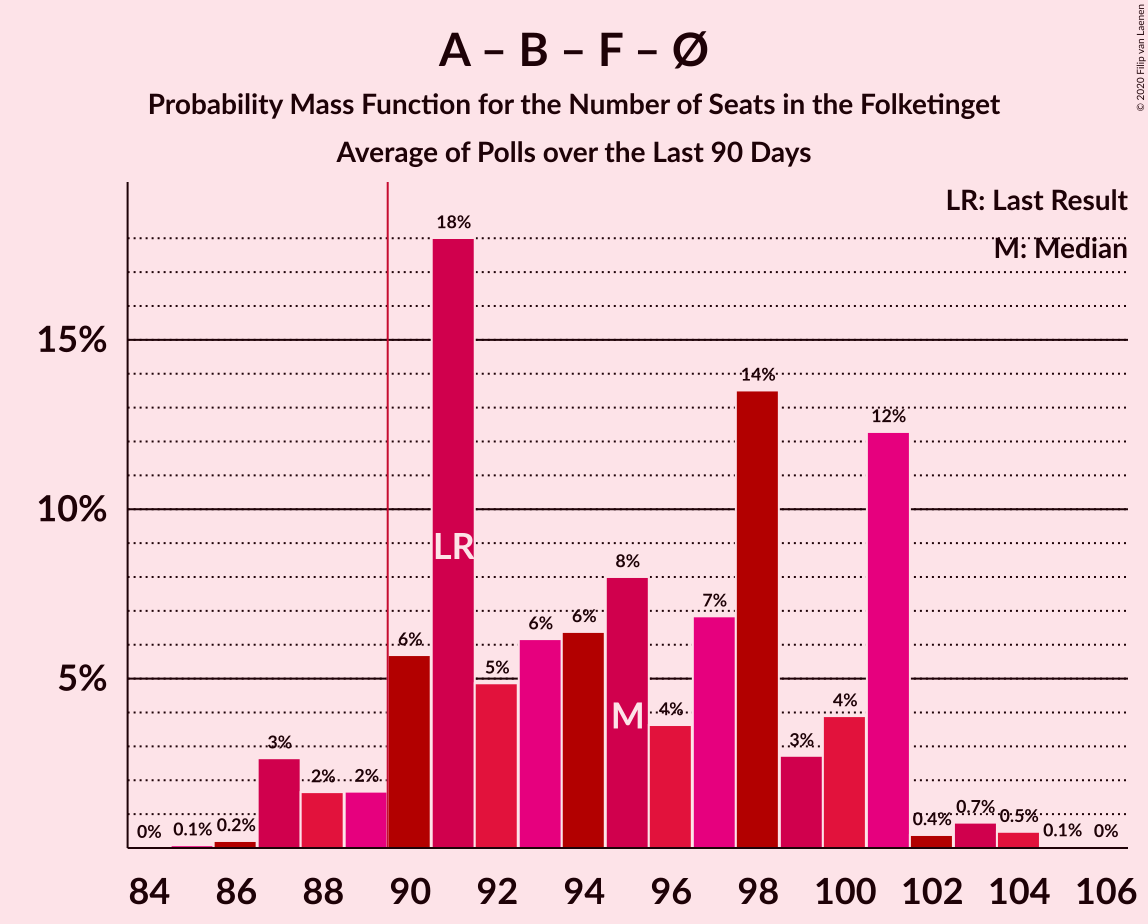 A – B – F – Ø
Probability Mass Function for the Number of Seats in the Folketinget
Average of Polls over the Last 90 Days
© 2020 Filip van Laenen
LR: Last Result
M: Median
15%
10%
5%
0%
0.1%
0.2%
3%
2%
2%
6%
18%
5%
6%
6%
8%
4%
7%
14%
3%
4%
12%
0.4%
0.7%
0.5%
0.1%
0%
LR
M
84 86 88 90 92 94 96 98 100 102 104 106